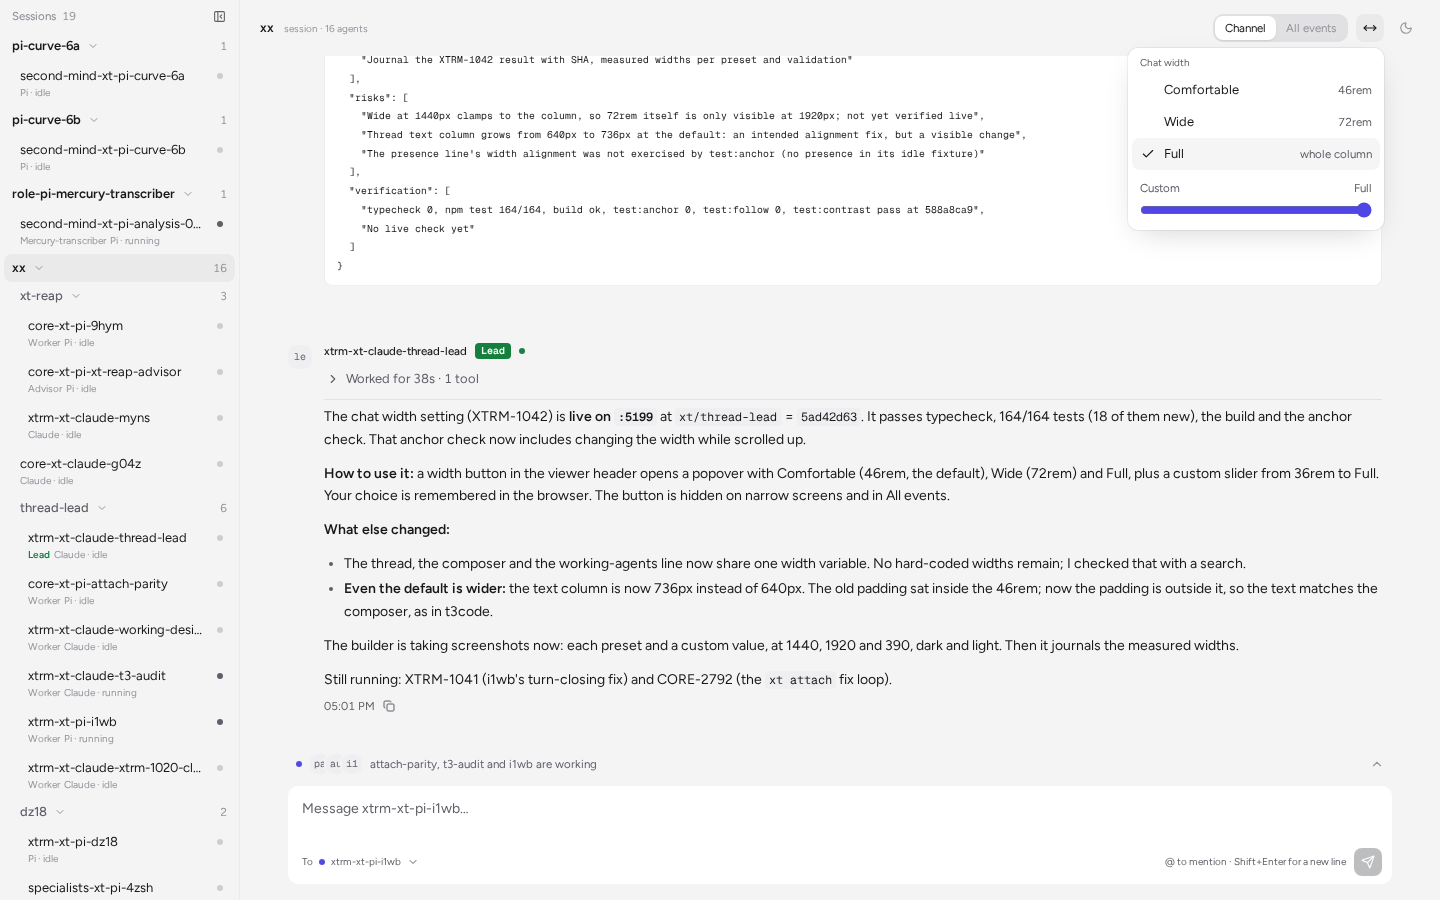 Sessions 19
pi-curve-6a 1
second-mind-xt-pi-curve-6a
Pi · idle
pi-curve-6b 1
second-mind-xt-pi-curve-6b
Pi · idle
role-pi-mercury-transcriber 1
second-mind-xt-pi-analysis-0...
Mercury-transcriber Pi · running
xx 16
xt-reap 3
core-xt-pi-9hym
Worker Pi · idle
core-xt-pi-xt-reap-advisor
Advisor Pi · idle
xtrm-xt-claude-myns
Claude · idle
core-xt-claude-g04z
Claude · idle
thread-lead 6
xtrm-xt-claude-thread-lead
Lead Claude · idle
core-xt-pi-attach-parity
Worker Pi · idle
xtrm-xt-claude-working-desi...
Worker Claude · idle
xtrm-xt-claude-t3-audit
Worker Claude · running
xtrm-xt-pi-i1wb
Worker Pi · running
xtrm-xt-claude-xtrm-1020-cl...
Worker Claude · idle
dz18 2
xtrm-xt-pi-dz18
Pi · idle
specialists-xt-pi-4zsh
xx session · 16 agents
Channel All events
Chat width
Comfortable 46rem
Wide 72rem
Full whole column
Custom Full
"Journal the XTRM-1042 result with SHA, measured widths per preset and validation"
],
"risks": [
"Wide at 1440px clamps to the column, so 72rem itself is only visible at 1920px; not yet verified live",
"Thread text column grows from 640px to 736px at the default: an intended alignment fix, but a visible change",
"The presence line's width alignment was not exercised by test:anchor (no presence in its idle fixture)"
],
"verification": [
"typecheck 0, npm test 164/164, build ok, test:anchor 0, test:follow 0, test:contrast pass at 588a8ca9",
"No live check yet"
]
}
le xtrm-xt-claude-thread-lead Lead
Worked for 38s · 1 tool
The chat width setting (XTRM-1042) is live on :5199 at xt/thread-lead = 5ad42d63. It passes typecheck, 164/164 tests (18 of them new), the build and the anchor
check. That anchor check now includes changing the width while scrolled up.
How to use it: a width button in the viewer header opens a popover with Comfortable (46rem, the default), Wide (72rem) and Full, plus a custom slider from 36rem to Full.
Your choice is remembered in the browser. The button is hidden on narrow screens and in All events.
What else changed:
• The thread, the composer and the working-agents line now share one width variable. No hard-coded widths remain; I checked that with a search.
• Even the default is wider: the text column is now 736px instead of 640px. The old padding sat inside the 46rem; now the padding is outside it, so the text matches the
composer, as in t3code.
The builder is taking screenshots now: each preset and a custom value, at 1440, 1920 and 390, dark and light. Then it journals the measured widths.
Still running: XTRM-1041 (i1wb's turn-closing fix) and CORE-2792 (the xt attach fix loop).
05:01 PM
pa au i1 attach-parity, t3-audit and i1wb are working
Message xtrm-xt-pi-i1wb...
To xtrm-xt-pi-i1wb
@ to mention · Shift+Enter for a new line